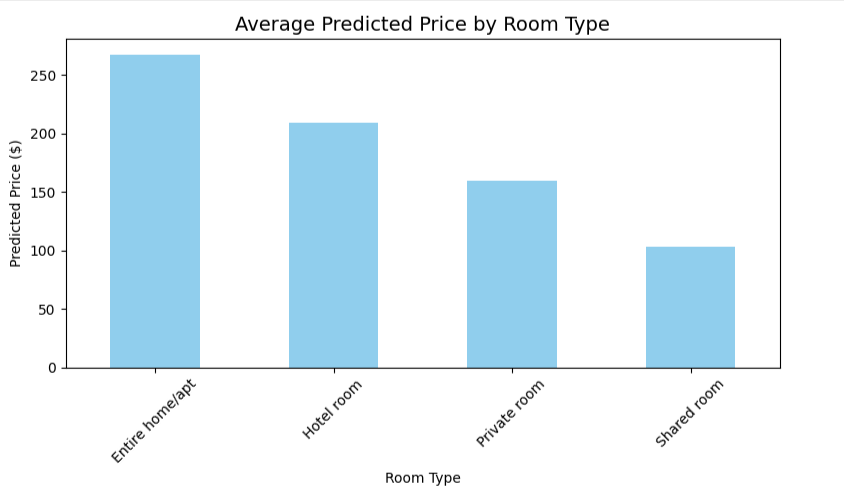 Average Predicted Price by Room Type
Predicted Price ($)
250
200
150
100
50
0
Entire home/apt
Hotel room
Private room
Shared room
Room Type